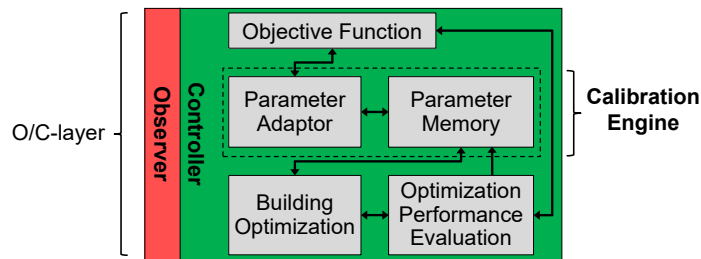 O/C-layer
Observer
Controller
Objective Function
Parameter
Adaptor
Parameter
Memory
Calibration
Engine
Building
Optimization
Optimization
Performance
Evaluation